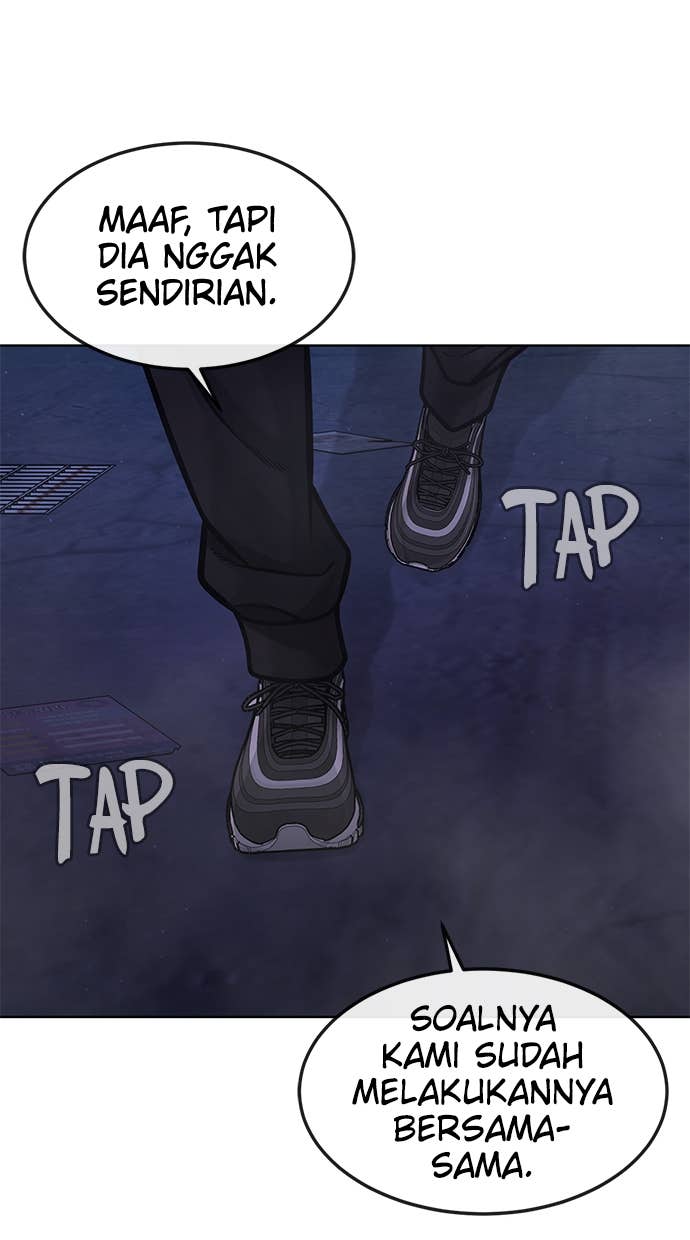 MAAF, TAPI
DIA NGGAK
SENDIRIAN.
TAP
TAP
SOALNYA
KAMI SUDAH
MELAKUKANNYA
BERSAMA-
SAMA.